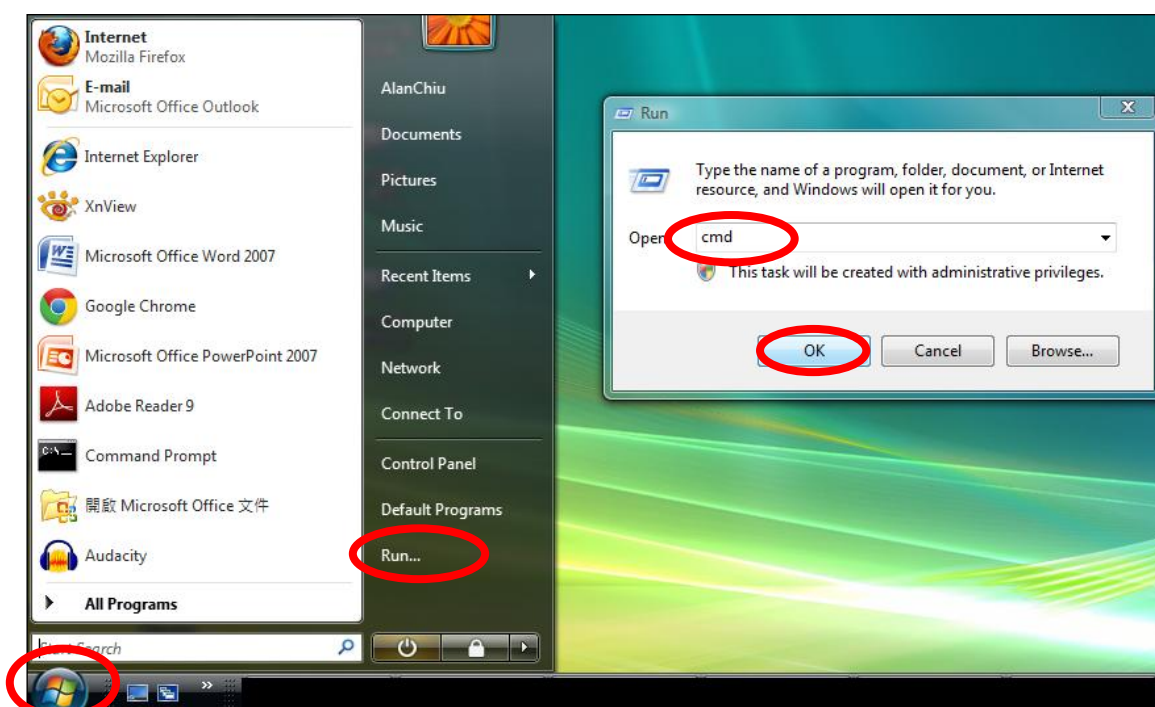 Internet
Mozilla Firefox
E-mail
Microsoft Office Outlook
Internet Explorer
XnView
Microsoft Office Word 2007
Google Chrome
Microsoft Office PowerPoint 2007
Adobe Reader 9
C:\
Command Prompt
開啟 Microsoft Office 文件
Audacity
All Programs
Start Search
AlanChiu
Documents
Pictures
Music
Recent Items
Computer
Network
Connect To
Control Panel
Default Programs
Run...
Run
Type the name of a program, folder, document, or Internet
resource, and Windows will open it for you.
Open
cmd
This task will be created with administrative privileges.
OK Cancel Browse...